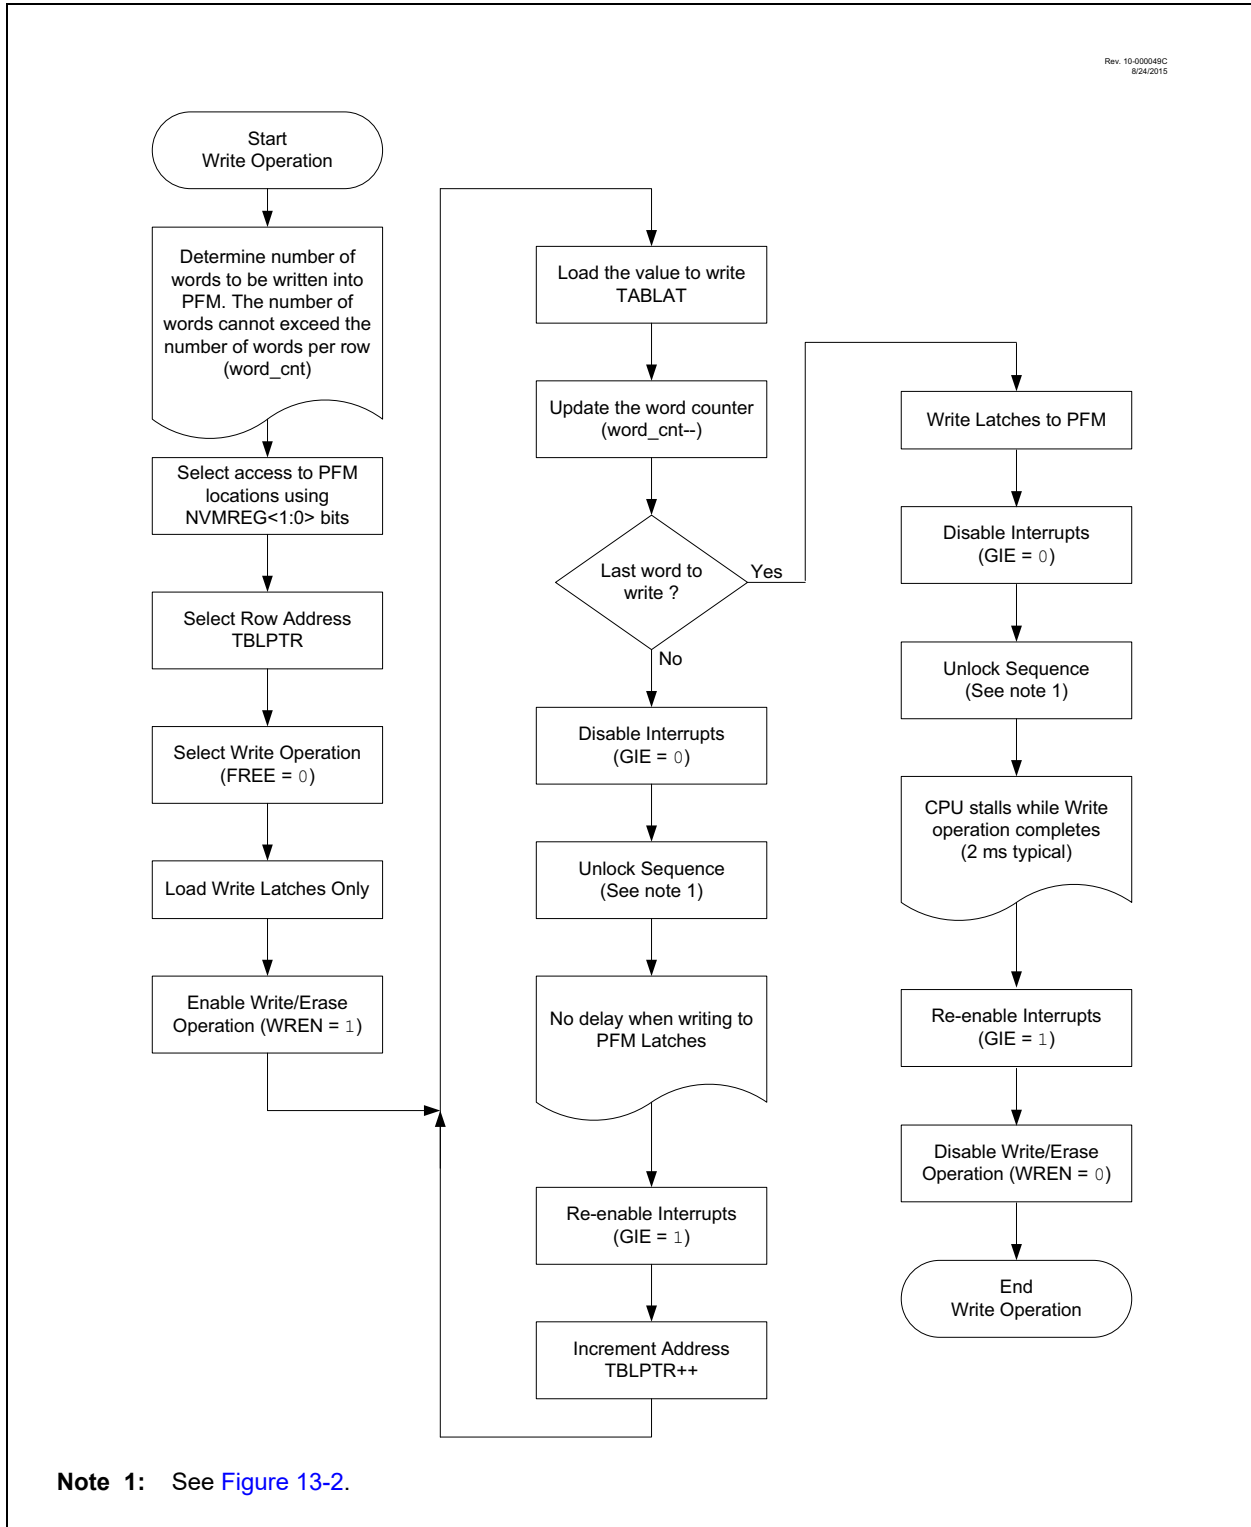 Rev. 10-000049C
8/24/2015
Start
Write Operation
Determine number of
words to be written into
PFM. The number of
words cannot exceed the
number of words per row
(word_cnt)
Select access to PFM
locations using
NVMREG<1:0> bits
Select Row Address
TBLPTR
Select Write Operation
(FREE = 0)
Load Write Latches Only
Enable Write/Erase
Operation (WREN = 1)
Load the value to write
TABLAT
Update the word counter
(word_cnt--)
Last word to
write ?
Yes
No
Disable Interrupts
(GIE = 0)
Unlock Sequence
(See note 1)
No delay when writing to
PFM Latches
Re-enable Interrupts
(GIE = 1)
Increment Address
TBLPTR++
Write Latches to PFM
Disable Interrupts
(GIE = 0)
Unlock Sequence
(See note 1)
CPU stalls while Write
operation completes
(2 ms typical)
Re-enable Interrupts
(GIE = 1)
Disable Write/Erase
Operation (WREN = 0)
End
Write Operation
Note 1: See Figure 13-2.